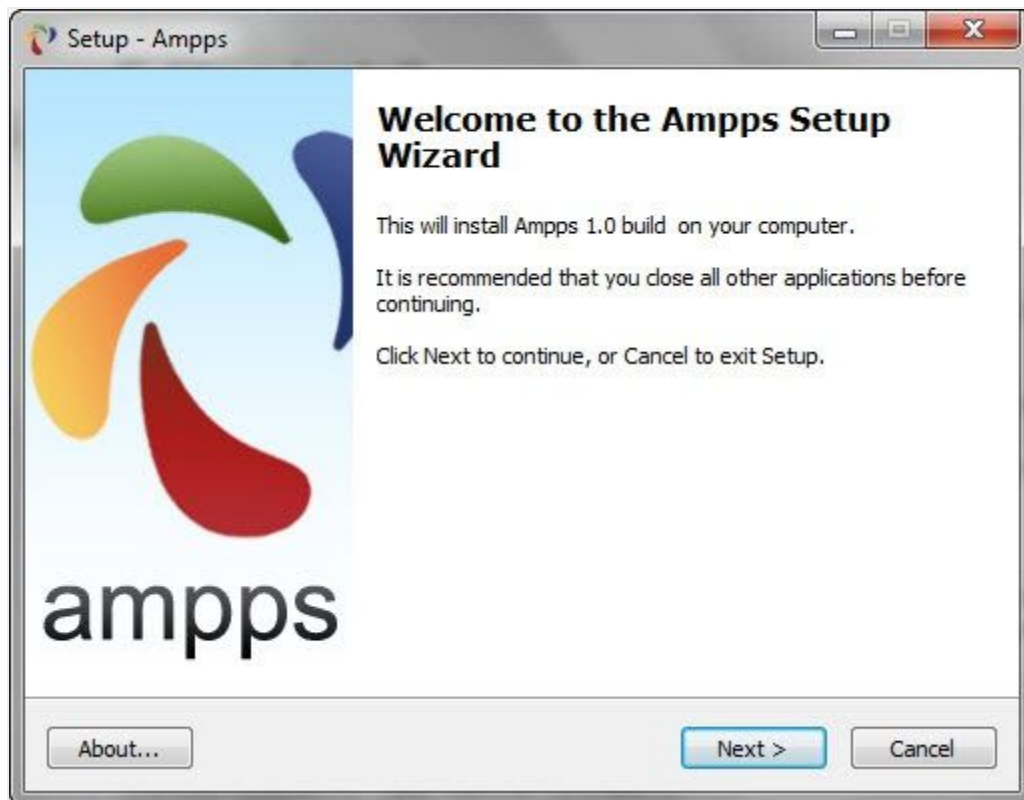 Setup - Ampps
Welcome to the Ampps Setup
Wizard
This will install Ampps 1.0 build  on your computer.
It is recommended that you close all other applications before
continuing.
Click Next to continue, or Cancel to exit Setup.
ampps
About...
Next >
Cancel